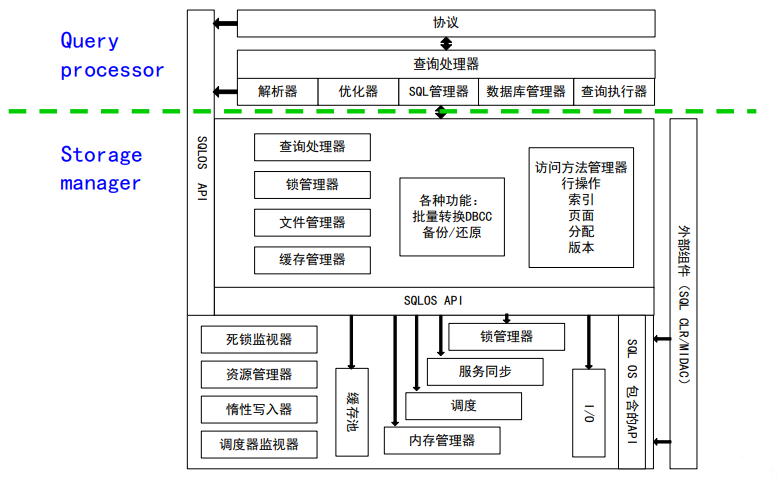 Query
processor
协议
查询处理器
解析器
优化器
SQL管理器
数据库管理器
查询执行器
Storage
manager
SQLOS API
查询处理器
锁管理器
文件管理器
缓存管理器
各种功能：
批量转换DBCC
备份/还原
访问方法管理器
行操作
索引
页面
分配
版本
外部组件（SQL CLR/MIDAC）
SQLOS API
死锁监视器
资源管理器
惰性写入器
调度器监视器
缓存池
锁管理器
服务同步
调度
内存管理器
I/O
SQL OS 包含的API